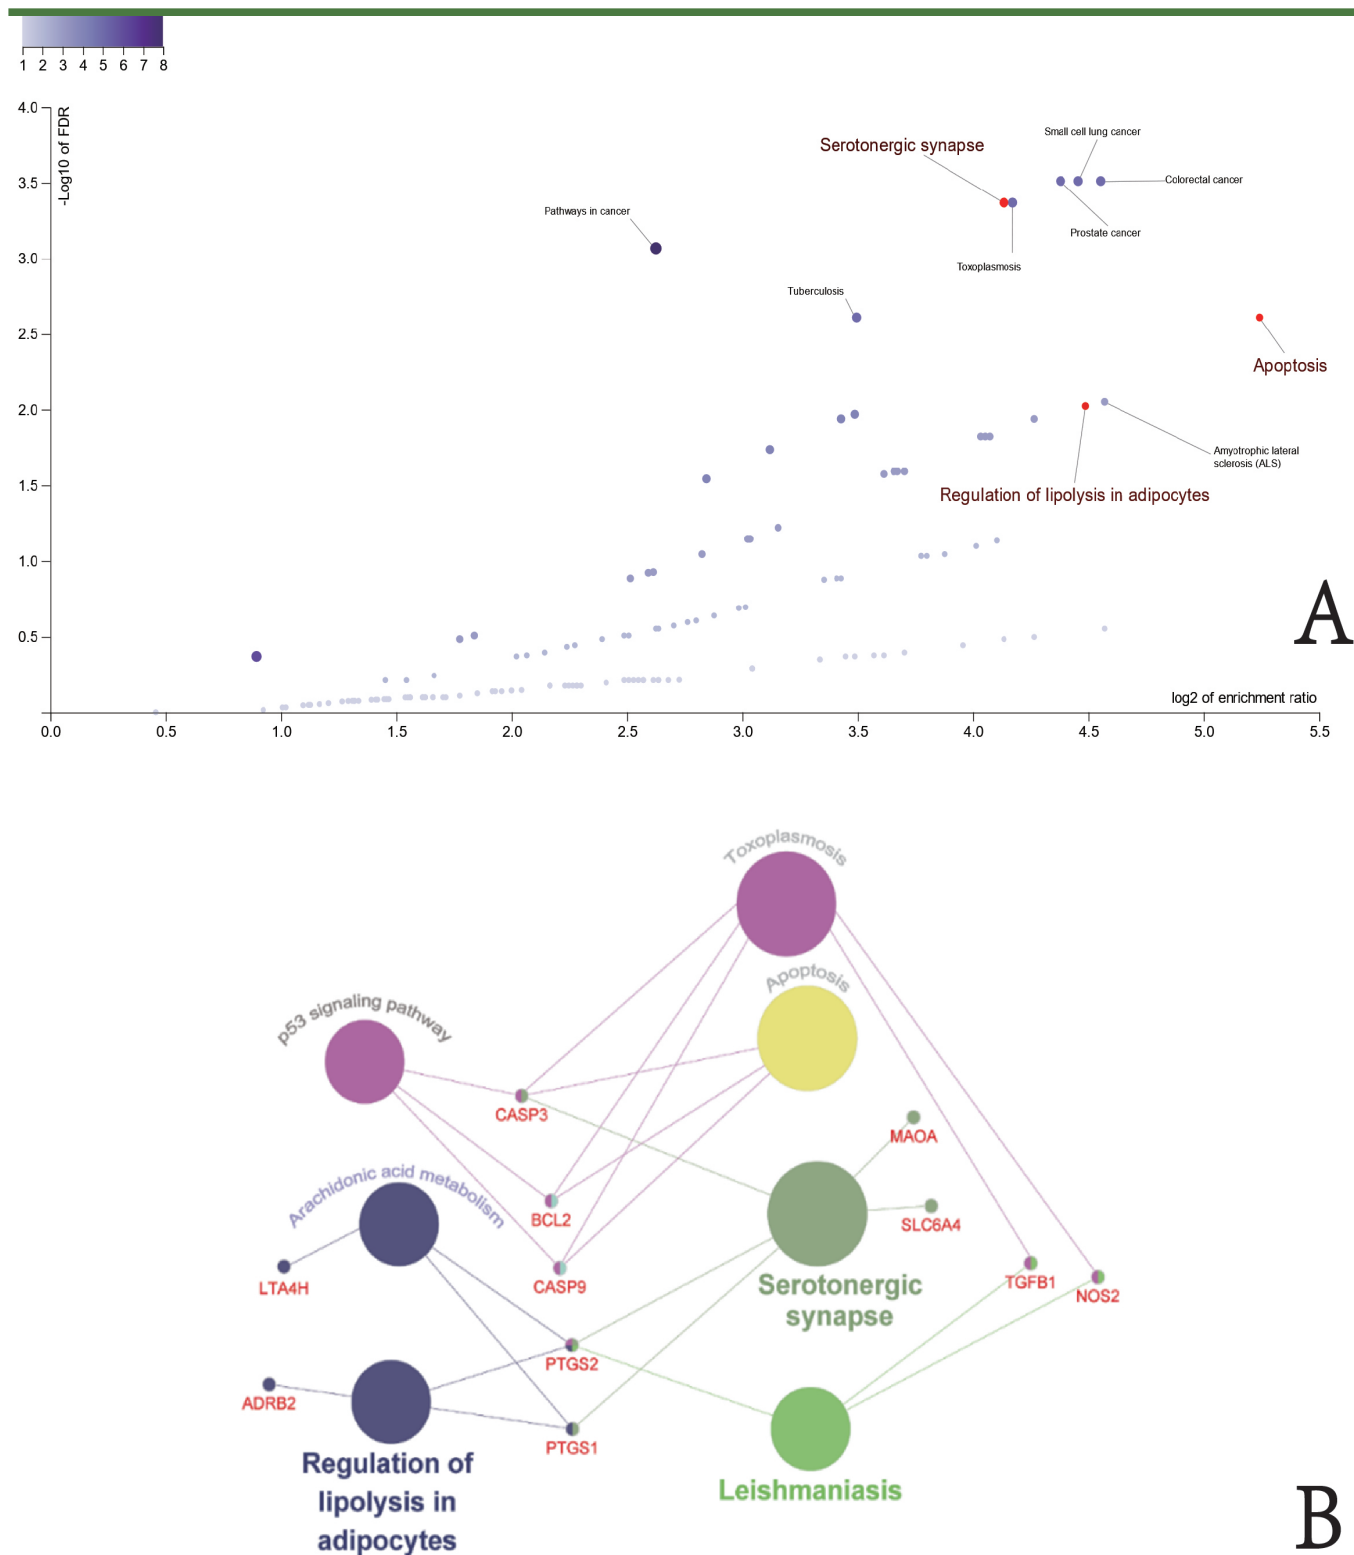 1 2 3 4 5 6 7 8
4.0
-Log10 of FDR
Small cell lung cancer
Serotonergic synapse
3.5
Colorectal cancer
Pathways in cancer
Prostate cancer
3.0
Toxoplasmosis
Tuberculosis
2.5
Apoptosis
2.0
Amyotrophic lateral
sclerosis (ALS)
1.5
Regulation of lipolysis in adipocytes
1.0
A
0.5
log2 of enrichment ratio
0.0 0.5 1.0 1.5 2.0 2.5 3.0 3.5 4.0 4.5 5.0 5.5
Toxoplasmosis
Apoptosis
p53 signaling pathway
CASP3
MAOA
Arachidonic acid metabolism
BCL2
SLC6A4
LTA4H
CASP9
Serotonergic
synapse
TGFB1
NOS2
PTGS2
ADRB2
PTGS1
Regulation of
lipolysis in
adipocytes
Leishmaniasis
B